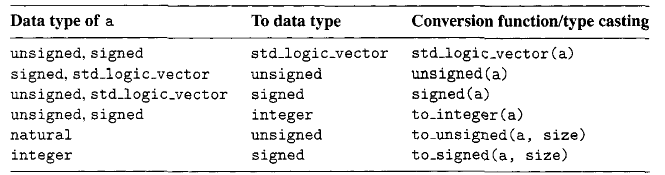 Data type of a To data type Conversion function/type casting
unsigned, signed std_logic_vector std_logic_vector(a)
signed, std_logic_vector unsigned unsigned(a)
unsigned, std_logic_vector signed signed(a)
unsigned, signed integer to_integer(a)
natural unsigned to_unsigned(a, size)
integer signed to_signed(a, size)